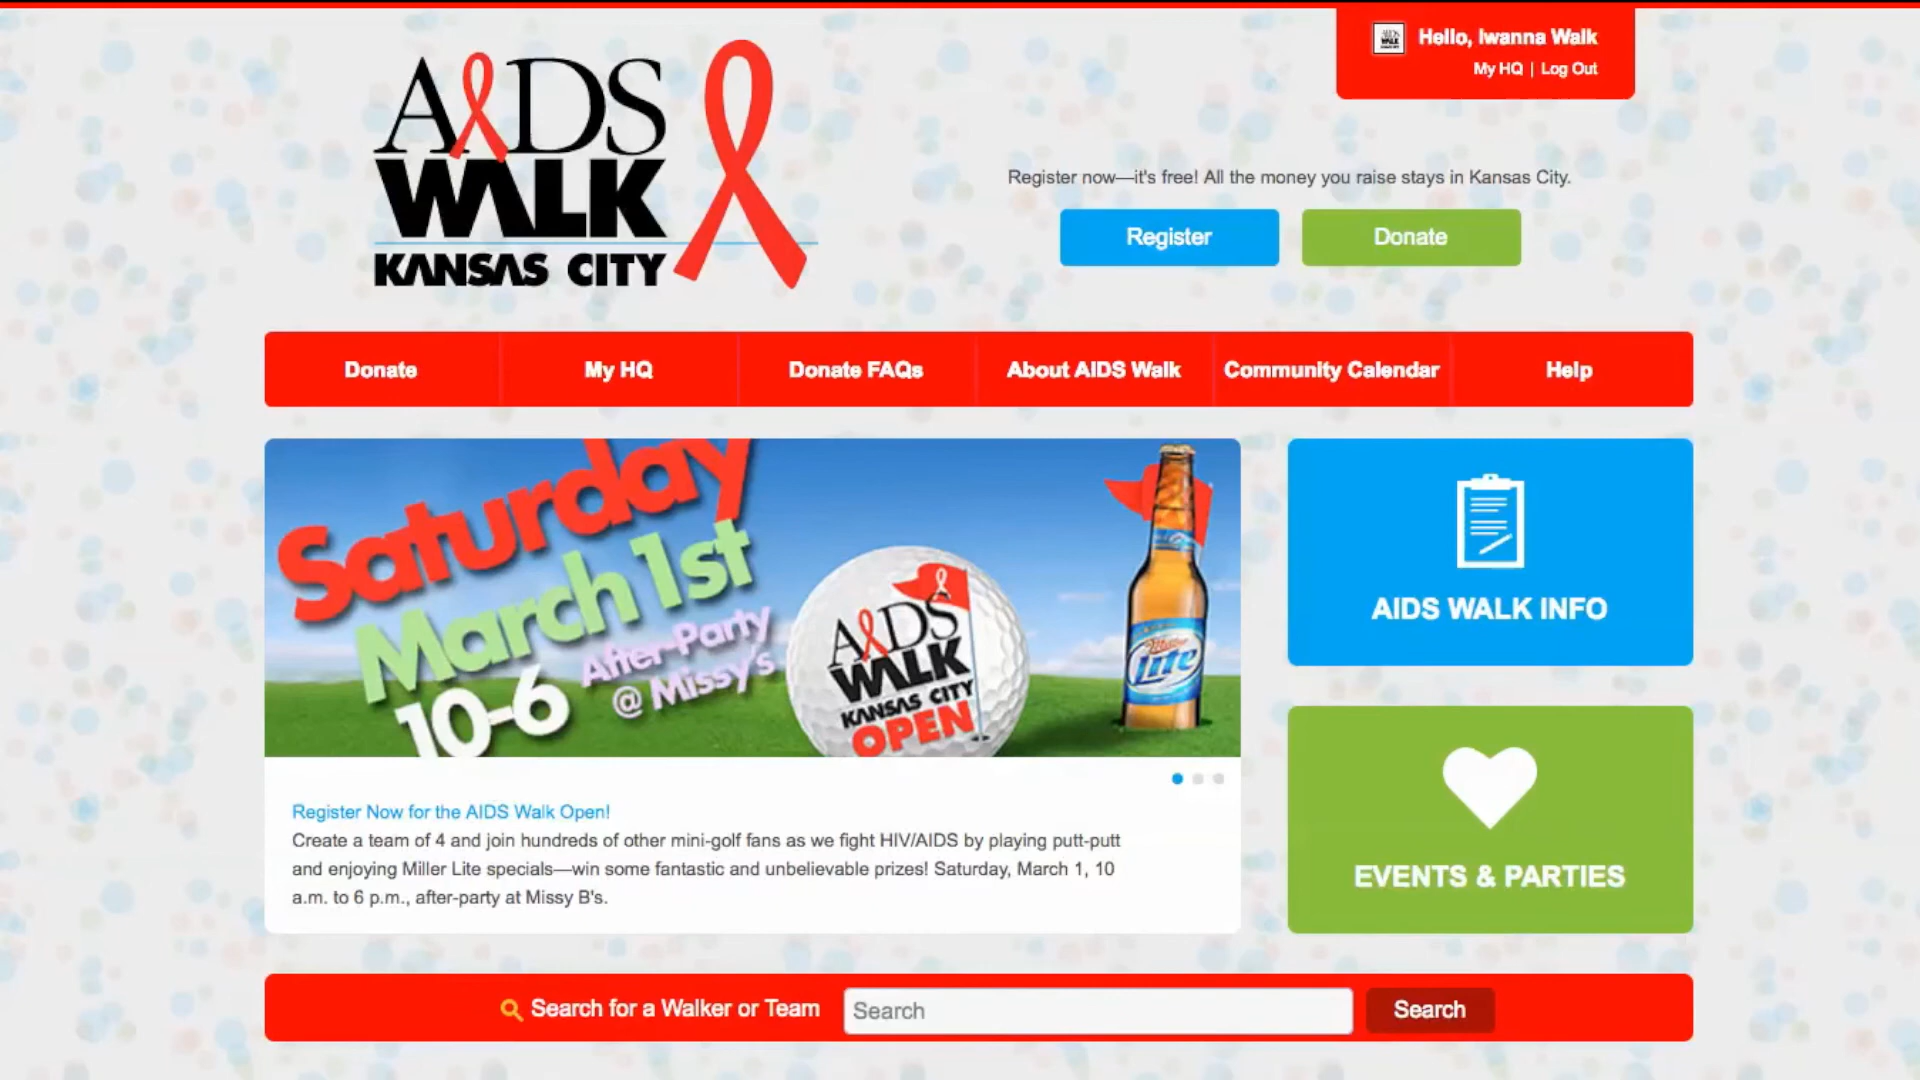 Hello, Iwanna Walk
My HQ | Log Out
AIDS
WALK
KANSAS CITY
Register now—it's free! All the money you raise stays in Kansas City.
Register
Donate
Donate
My HQ
Donate FAQs
About AIDS Walk
Community Calendar
Help
Saturday
March 1st
10-6
After-Party
@ Missy's
AIDS
WALK
KANSAS CITY
OPEN
Miller
Lite
AIDS WALK INFO
EVENTS & PARTIES
Register Now for the AIDS Walk Open!
Create a team of 4 and join hundreds of other mini-golf fans as we fight HIV/AIDS by playing putt-putt
and enjoying Miller Lite specials—win some fantastic and unbelievable prizes! Saturday, March 1, 10
a.m. to 6 p.m., after-party at Missy B's.
Search for a Walker or Team
Search
Search